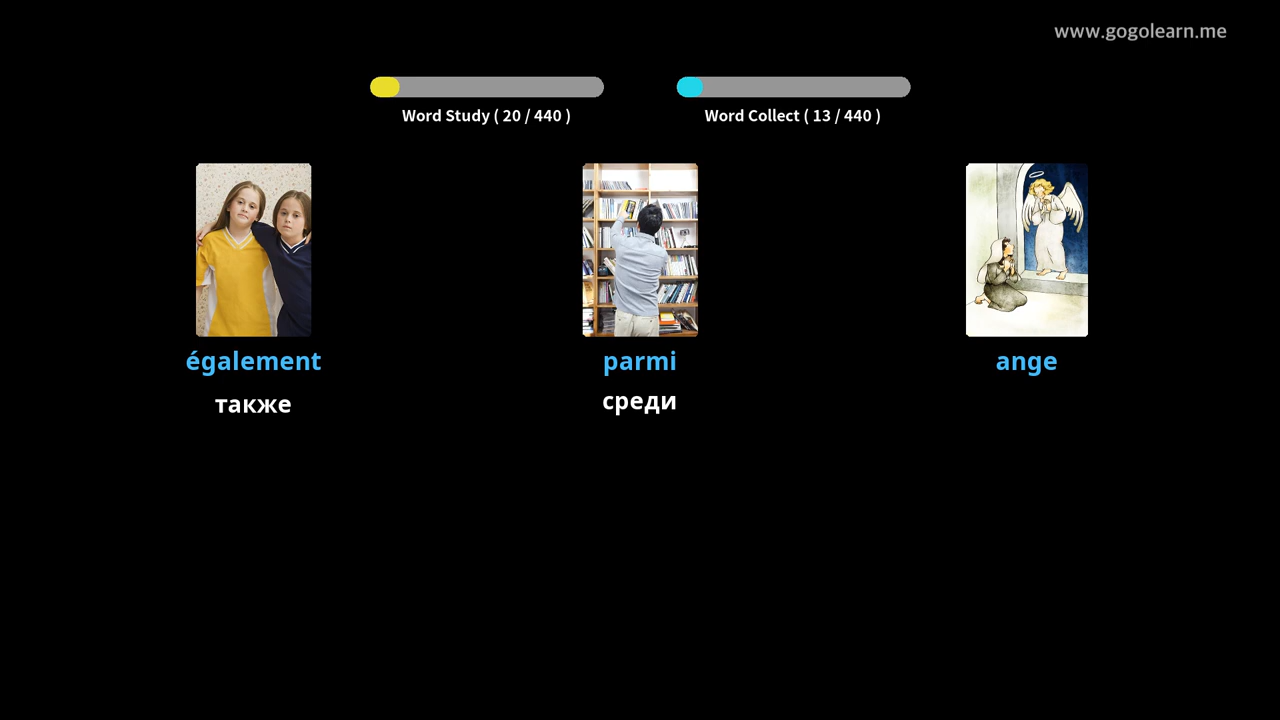 www.gogolearn.me
Word Study ( 20 / 440 )
Word Collect ( 13 / 440 )
également
parmi
ange
также
среди